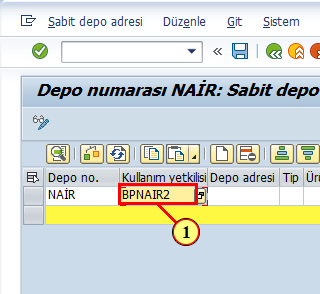 Sabit depo adresi Düzenle Git Sistem
Depo numarası NAİR: Sabit depo
Depo no. Kullanım yetkilisi Depo adresi Tip Ürü
NAİR BPNAIR2
1